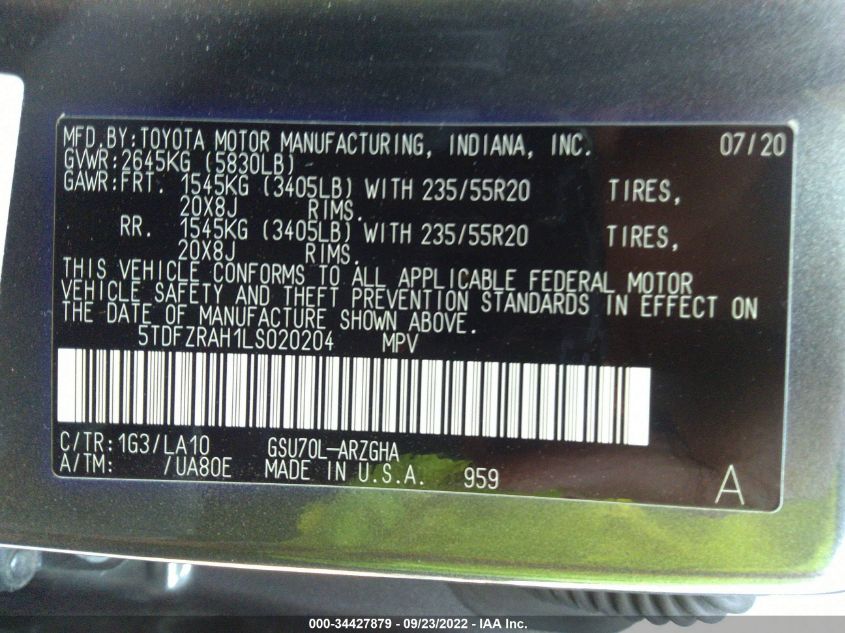 MFD.BY:TOYOTA MOTOR MANUFACTURING, INDIANA, INC. 07/20
GVWR:2645KG (5830LB)
GAWR:FRT. 1545KG (3405LB) WITH 235/55R20 TIRES,
20X8J RIMS.
RR. 1545KG (3405LB) WITH 235/55R20 TIRES,
20X8J RIMS.
THIS VEHICLE CONFORMS TO ALL APPLICABLE FEDERAL MOTOR
VEHICLE SAFETY AND THEFT PREVENTION STANDARDS IN EFFECT ON
THE DATE OF MANUFACTURE SHOWN ABOVE.
5TDFZRAH1LS020204 MPV
C/TR:1G3/LA10 GSU70L-ARZGHA
A/TM: /UA80E MADE IN U.S.A. 959 A
000-34427879 / 09/23/2022 / IAA Inc.